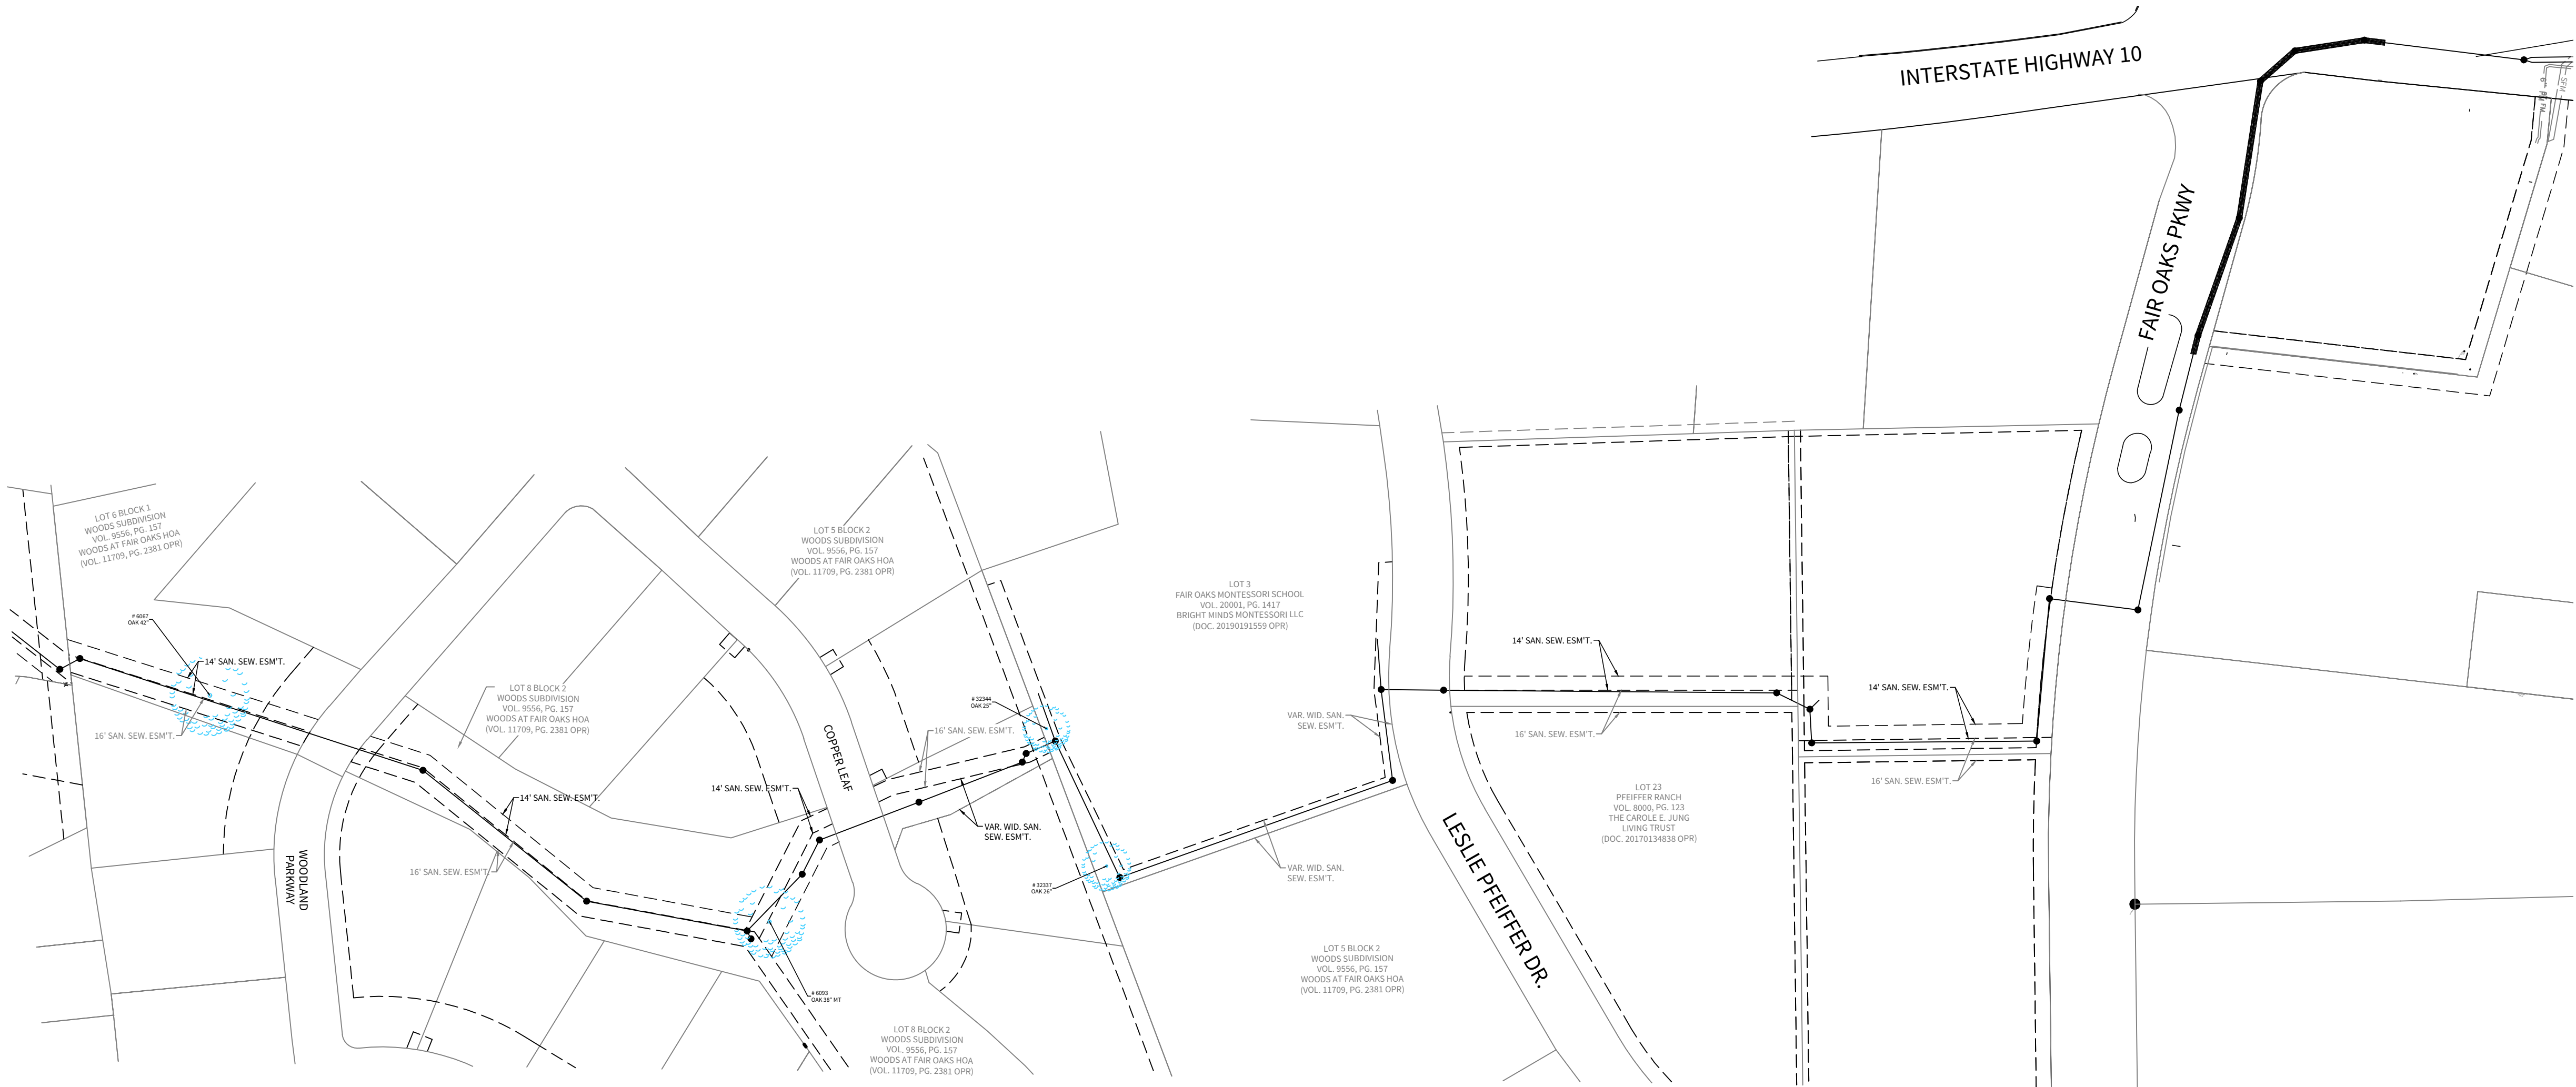 INTERSTATE HIGHWAY 10
FAIR OAKS PKWY
LOT 6 BLOCK 1
WOODS SUBDIVISION
VOL. 9556, PG. 157
WOODS AT FAIR OAKS HOA
(VOL. 11709, PG. 2381 OPR)
LOT 5 BLOCK 2
WOODS SUBDIVISION
VOL. 9556, PG. 157
WOODS AT FAIR OAKS HOA
(VOL. 11709, PG. 2381 OPR)
LOT 3
FAIR OAKS MONTESSORI SCHOOL
VOL. 20001, PG. 1417
BRIGHT MINDS MONTESSORI LLC
(DOC. 20190191559 OPR)
# 6067
OAK 42"
14' SAN. SEW. ESM'T.
16' SAN. SEW. ESM'T.
LOT 8 BLOCK 2
WOODS SUBDIVISION
VOL. 9556, PG. 157
WOODS AT FAIR OAKS HOA
(VOL. 11709, PG. 2381 OPR)
# 32344
OAK 25"
16' SAN. SEW. ESM'T.
COPPER LEAF
VAR. WID. SAN.
SEW. ESM'T.
14' SAN. SEW. ESM'T.
16' SAN. SEW. ESM'T.
14' SAN. SEW. ESM'T.
16' SAN. SEW. ESM'T.
14' SAN. SEW. ESM'T.
14' SAN. SEW. ESM'T.
VAR. WID. SAN.
SEW. ESM'T.
16' SAN. SEW. ESM'T.
WOODLAND
PARKWAY
# 32337
OAK 26"
VAR. WID. SAN.
SEW. ESM'T.
LESLIE PFEIFFER DR.
LOT 23
PFEIFFER RANCH
VOL. 8000, PG. 123
THE CAROLE E. JUNG
LIVING TRUST
(DOC. 20170134838 OPR)
# 6093
OAK 38" MT
LOT 5 BLOCK 2
WOODS SUBDIVISION
VOL. 9556, PG. 157
WOODS AT FAIR OAKS HOA
(VOL. 11709, PG. 2381 OPR)
LOT 8 BLOCK 2
WOODS SUBDIVISION
VOL. 9556, PG. 157
WOODS AT FAIR OAKS HOA
(VOL. 11709, PG. 2381 OPR)